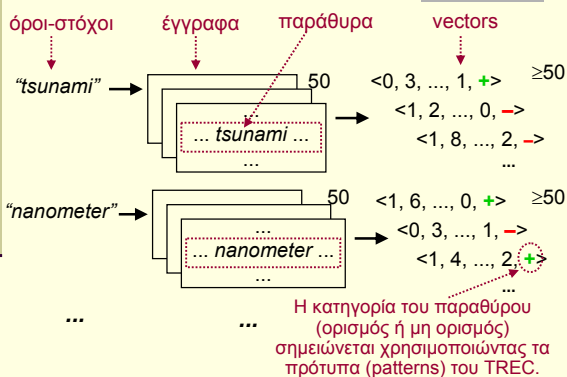 όροι-στόχοι έγγραφα παράθυρα vectors
“tsunami” 50 <0, 3, ..., 1, +> ≥50
<1, 2, ..., 0, –>
... tsunami ... <1, 8, ..., 2, –>
... ...
“nanometer” 50 <1, 6, ..., 0, +> ≥50
... <0, 3, ..., 1, –>
... nanometer ... <1, 4, ..., 2, +>
... ...
... ...
Η κατηγορία του παραθύρου
(ορισμός ή μη ορισμός)
σημειώνεται χρησιμοποιώντας τα
πρότυπα (patterns) του TREC.